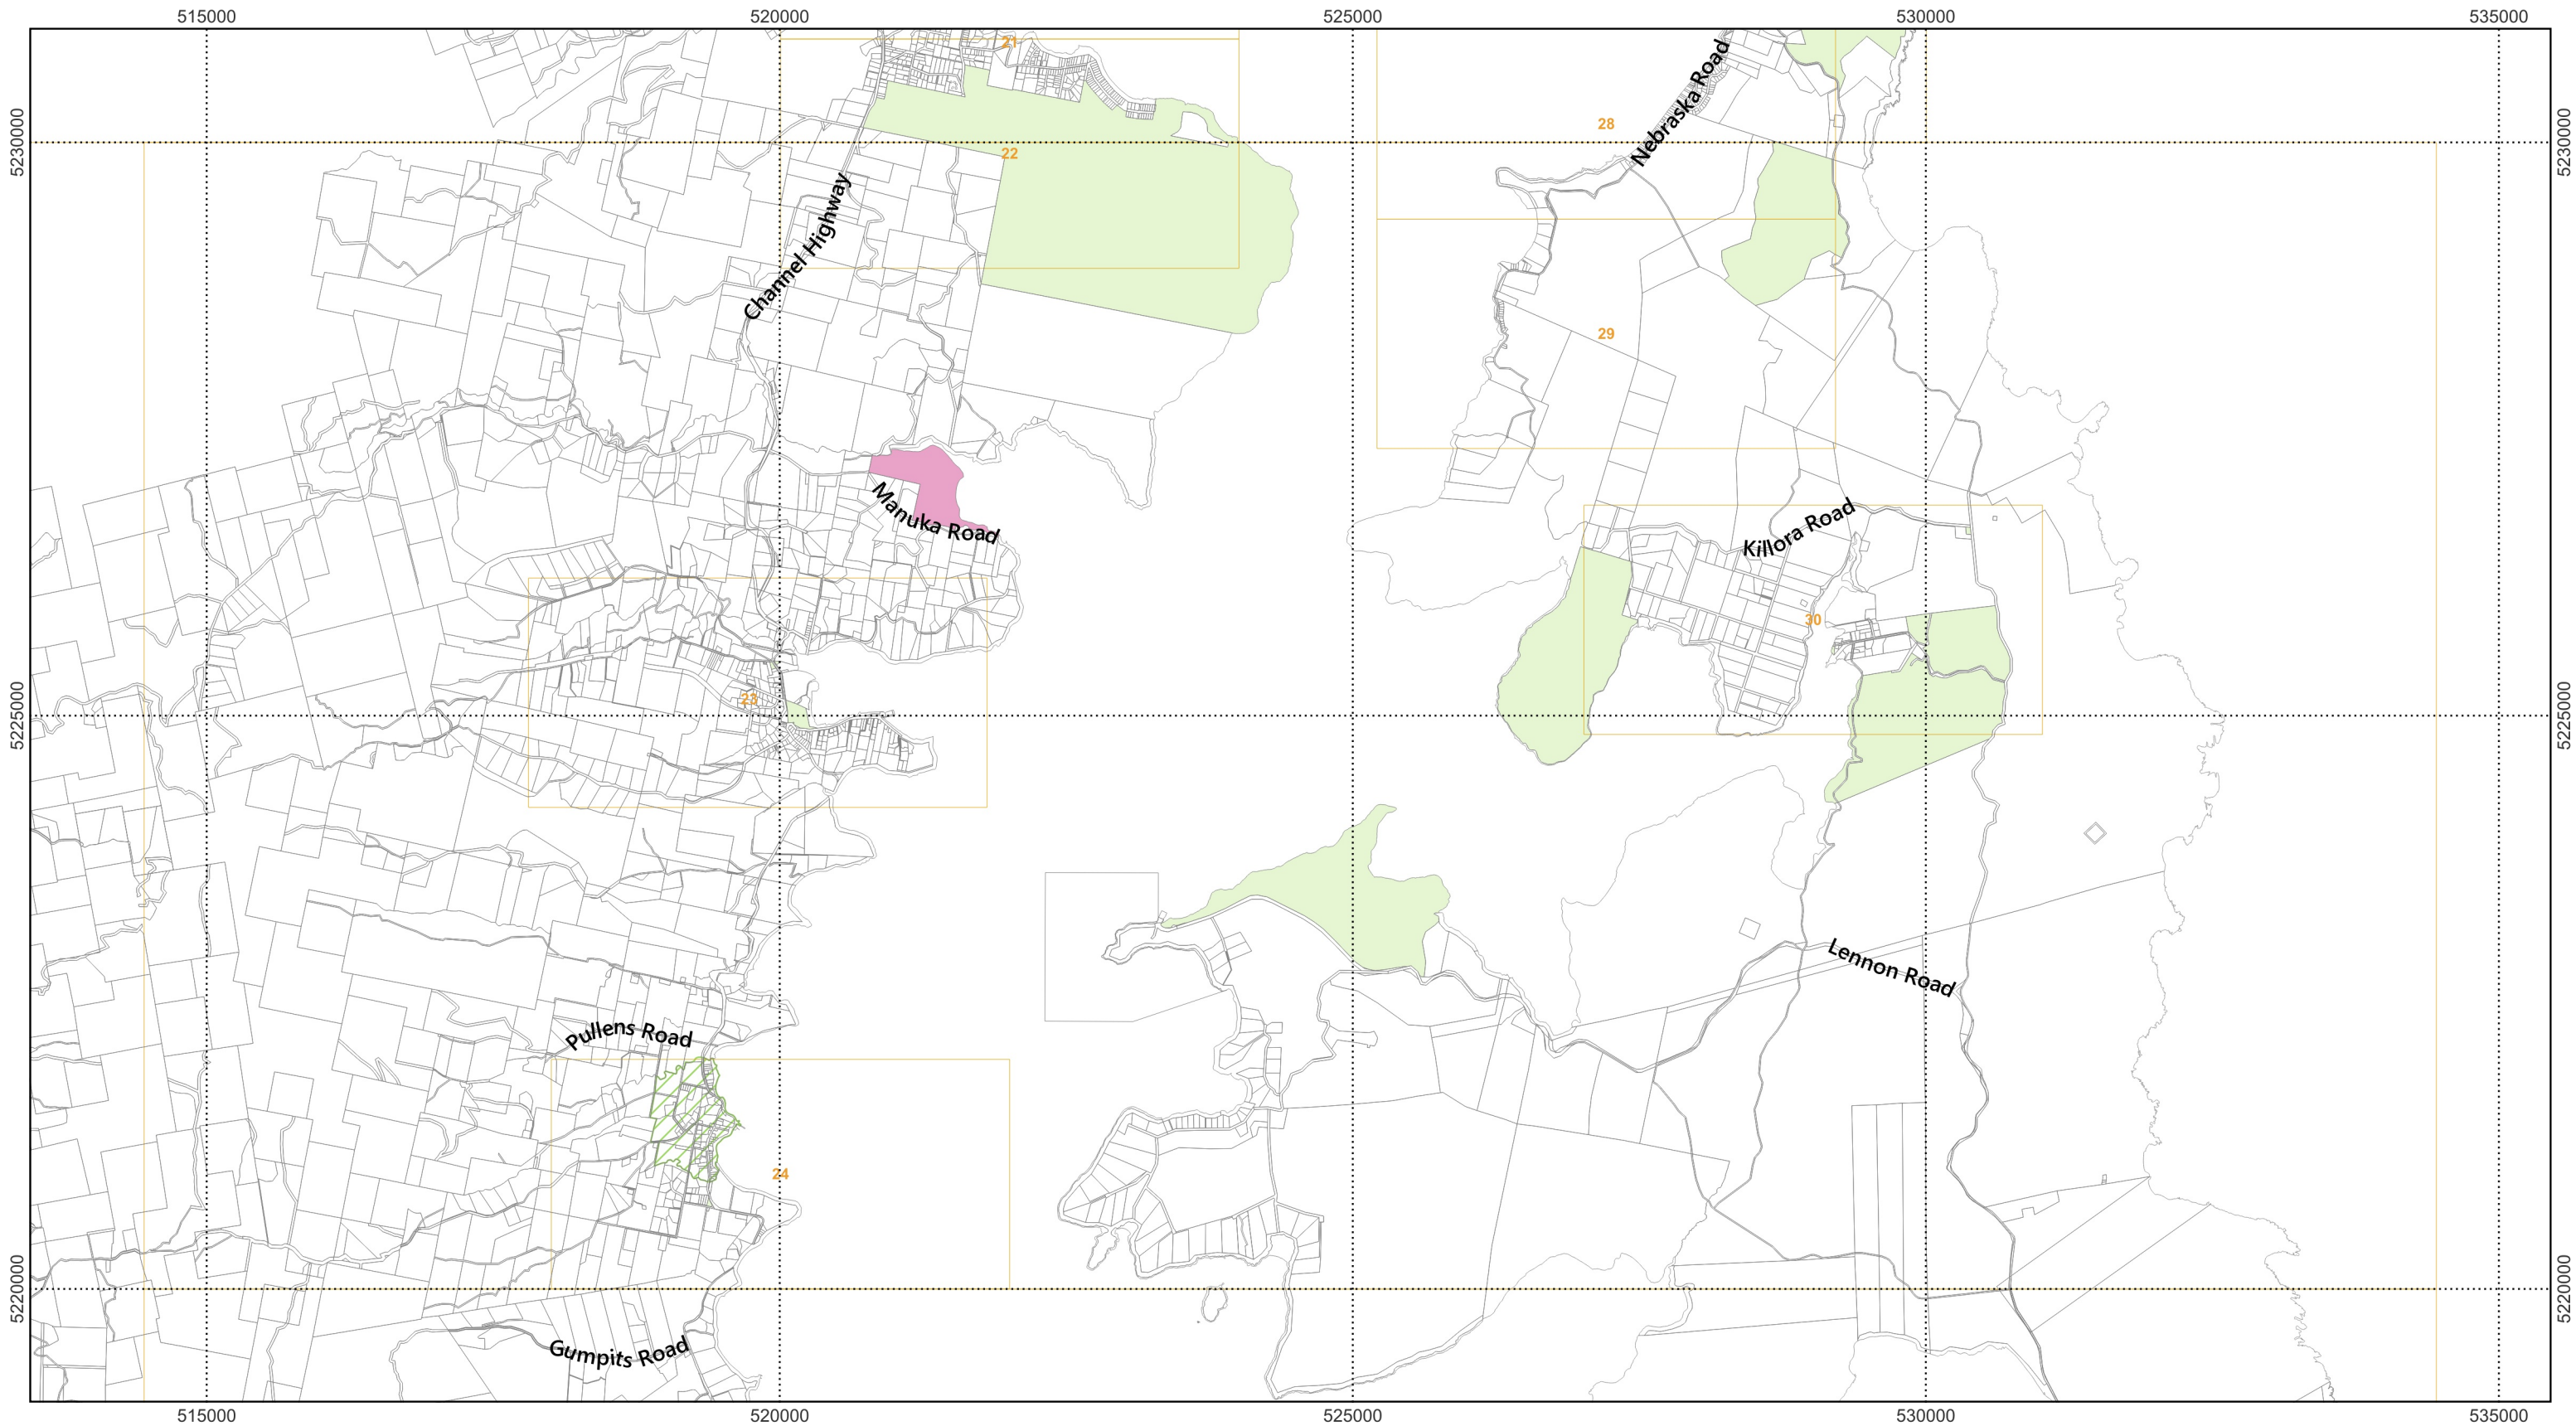 515000 520000 525000 530000 535000
21
Nebraska Road
28
5230000 5230000
22
Channel Highway
29
Manuka Road
Killora Road
30
23
5225000 5225000
Lennon Road
Pullens Road
24
5220000 5220000
Gumpits Road
515000 520000 525000 530000 535000